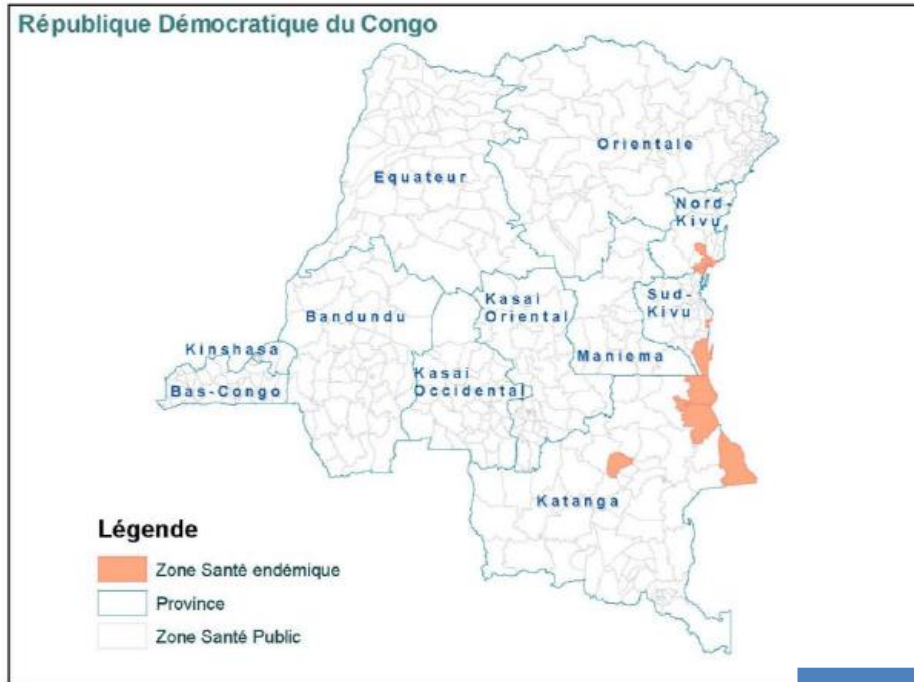 République Démocratique du Congo
Orientale
Equateur
Nord-
Kivu
Kasai
Oriental
Sud-
Kivu
Bandundu
Kinshasa
Maniema
Kasai
Occidental
Bas-Congo
Katanga
Légende
Zone Santé endémique
Province
Zone Santé Public